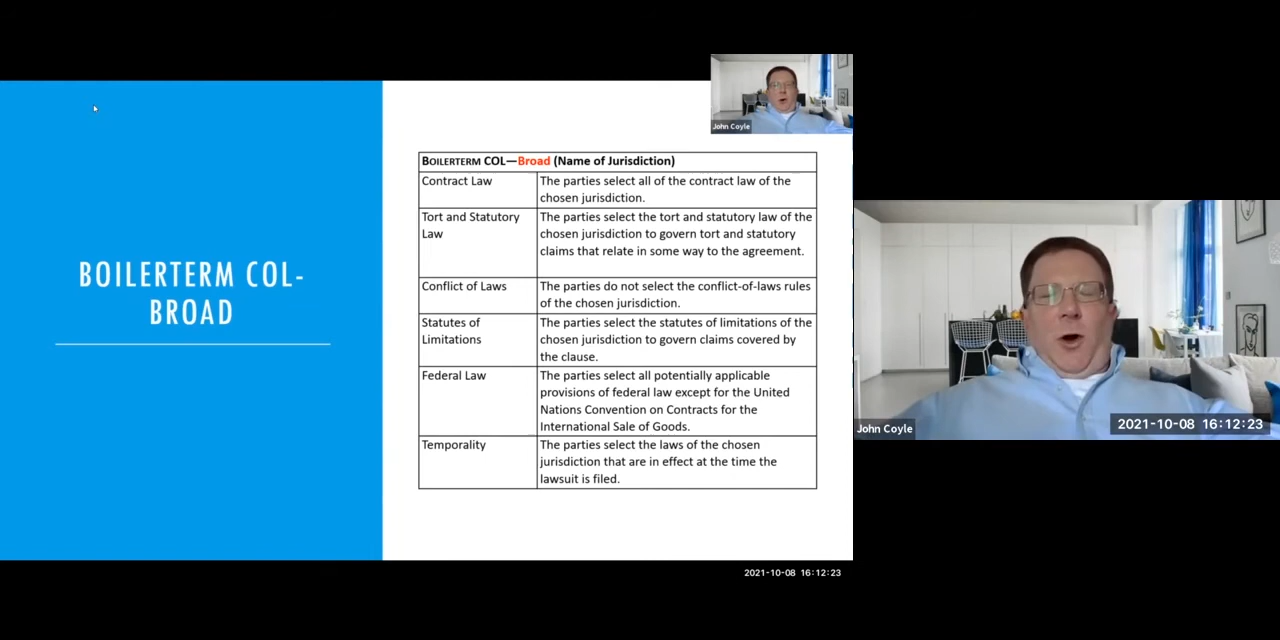 John Coyle
BOILERTERM COL-
BROAD
BOILERTERM COL—Broad (Name of Jurisdiction)
Contract Law
The parties select all of the contract law of the
chosen jurisdiction.
Tort and Statutory
Law
The parties select the tort and statutory law of the
chosen jurisdiction to govern tort and statutory
claims that relate in some way to the agreement.
Conflict of Laws
The parties do not select the conflict-of-laws rules
of the chosen jurisdiction.
Statutes of
Limitations
The parties select the statutes of limitations of the
chosen jurisdiction to govern claims covered by
the clause.
Federal Law
The parties select all potentially applicable
provisions of federal law except for the United
Nations Convention on Contracts for the
International Sale of Goods.
Temporality
The parties select the laws of the chosen
jurisdiction that are in effect at the time the
lawsuit is filed.
John Coyle
2021-10-08 16:12:23
2021-10-08 16:12:23